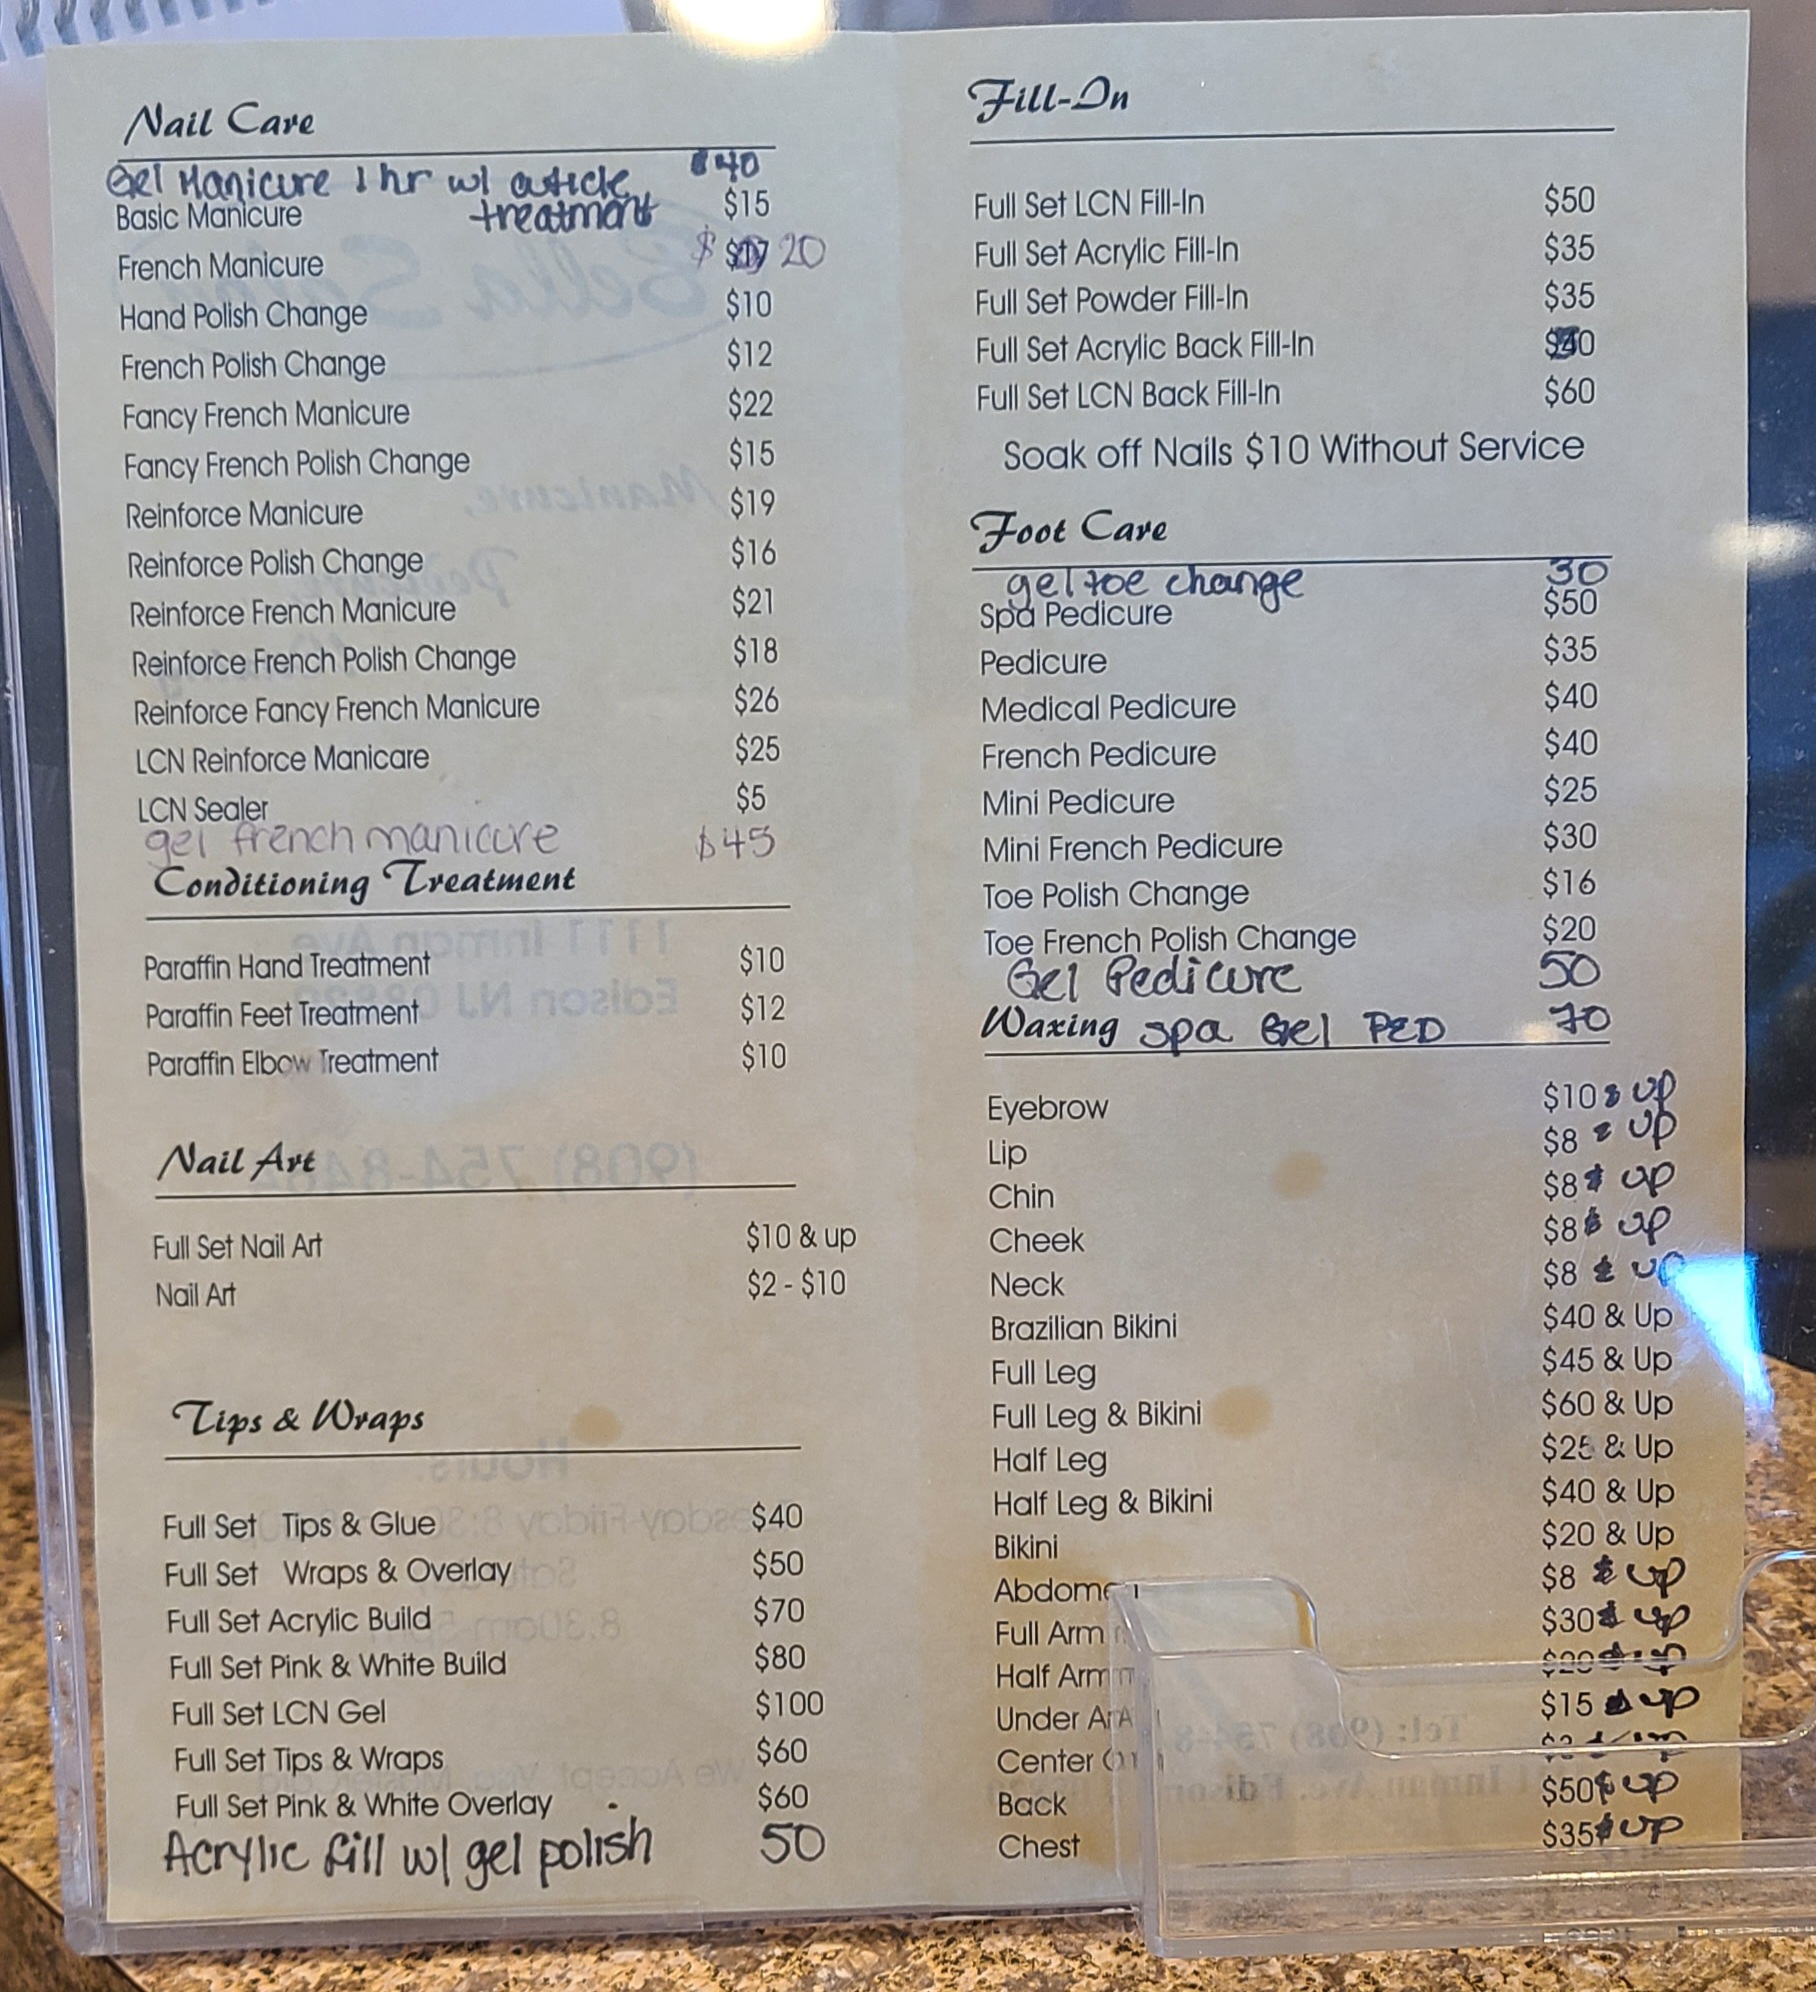 Nail Care
Gel Manicure 1 hr w/ cuticle treatment $40
Basic Manicure $15
French Manicure $20
Hand Polish Change $10
French Polish Change $12
Fancy French Manicure $22
Fancy French Polish Change $15
Reinforce Manicure $19
Reinforce Polish Change $16
Reinforce French Manicure $21
Reinforce French Polish Change $18
Reinforce Fancy French Manicure $26
LCN Reinforce Manicare $25
LCN Sealer $5
gel french manicure $45
Conditioning Treatment
Paraffin Hand Treatment $10
Paraffin Feet Treatment $12
Paraffin Elbow Treatment $10
Nail Art
Full Set Nail Art $10 & up
Nail Art $2 - $10
Tips & Wraps
Full Set Tips & Glue $40
Full Set Wraps & Overlay $50
Full Set Acrylic Build $70
Full Set Pink & White Build $80
Full Set LCN Gel $100
Full Set Tips & Wraps $60
Full Set Pink & White Overlay $60
Acrylic fill w/ gel polish 50
Fill-In
Full Set LCN Fill-In $50
Full Set Acrylic Fill-In $35
Full Set Powder Fill-In $35
Full Set Acrylic Back Fill-In
Full Set LCN Back Fill-In $60
Soak off Nails $10 Without Service
Foot Care
gel toe change 30
Spa Pedicure $50
Pedicure $35
Medical Pedicure $40
French Pedicure $40
Mini Pedicure $25
Mini French Pedicure $30
Toe Polish Change $16
Toe French Polish Change $20
Gel Pedicure 50
Spa Gel PED 70
Waxing
Eyebrow $10 & up
Lip $8 & up
Chin $8 & up
Cheek $8 & up
Neck $8 & up
Brazilian Bikini $40 & Up
Full Leg $45 & Up
Full Leg & Bikini $60 & Up
Half Leg $25 & Up
Half Leg & Bikini $40 & Up
Bikini $20 & Up
Abdomen $8 & up
Full Arm $30 & up
Half Arm & up
Under $15 & up
Center
Back $50 & up
Chest $35 & up